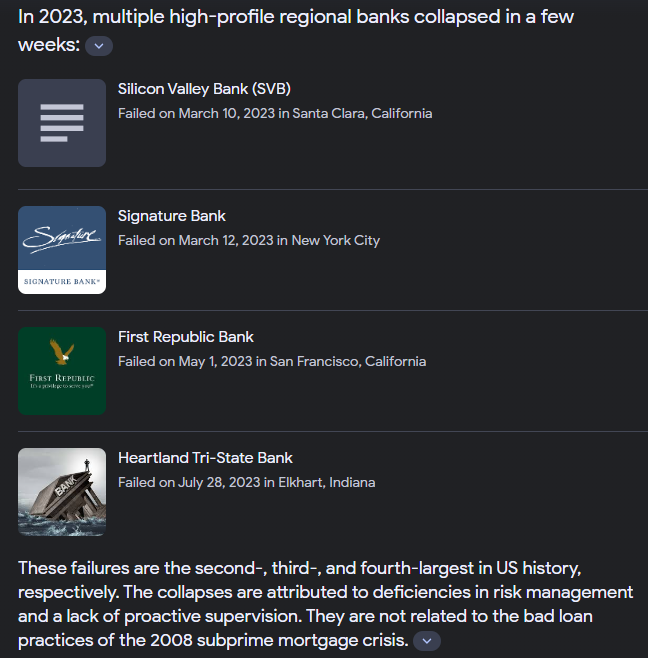 In 2023, multiple high-profile regional banks collapsed in a few
weeks:
Silicon Valley Bank (SVB)
Failed on March 10, 2023 in Santa Clara, California
Signature
SIGNATURE BANK®
Signature Bank
Failed on March 12, 2023 in New York City
FIRST REPUBLIC
It's a privilege to serve you®
First Republic Bank
Failed on May 1, 2023 in San Francisco, California
BANK
Heartland Tri-State Bank
Failed on July 28, 2023 in Elkhart, Indiana
These failures are the second-, third-, and fourth-largest in US history,
respectively. The collapses are attributed to deficiencies in risk management
and a lack of proactive supervision. They are not related to the bad loan
practices of the 2008 subprime mortgage crisis.